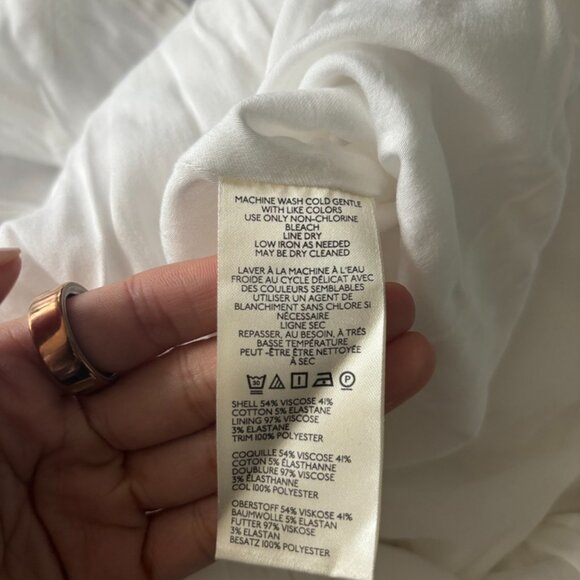 MACHINE WASH COLD GENTLE
WITH LIKE COLORS
USE ONLY NON-CHLORINE
BLEACH
LINE DRY
LOW IRON AS NEEDED
MAY BE DRY CLEANED
LAVER À LA MACHINE À L'EAU
FROIDE AU CYCLE DÉLICAT AVEC
DES COULEURS SEMBLABLES
UTILISER UN AGENT DE
BLANCHIMENT SANS CHLORE SI
NÉCESSAIRE
LIGNE SEC
REPASSER, AU BESOIN, À TRÉS
BASSE TEMPÉRATURE
PEUT -ÊTRE ÊTRE NETTOYÉE
À SEC
30 P
SHELL 54% VISCOSE 41%
COTTON 5% ELASTANE
LINING 97% VISCOSE
3% ELASTANE
TRIM 100% POLYESTER
COQUILLE 54% VISCOSE 41%
COTON 5% ÉLASTHANNE
DOUBLURE 97% VISCOSE
3% ÉLASTHANNE
COL 100% POLYESTER
OBERSTOFF 54% VISKOSE 41%
BAUMWOLLE 5% ELASTAN
FUTTER 97% VISKOSE
3% ELASTAN
BESATZ 100% POLYESTER